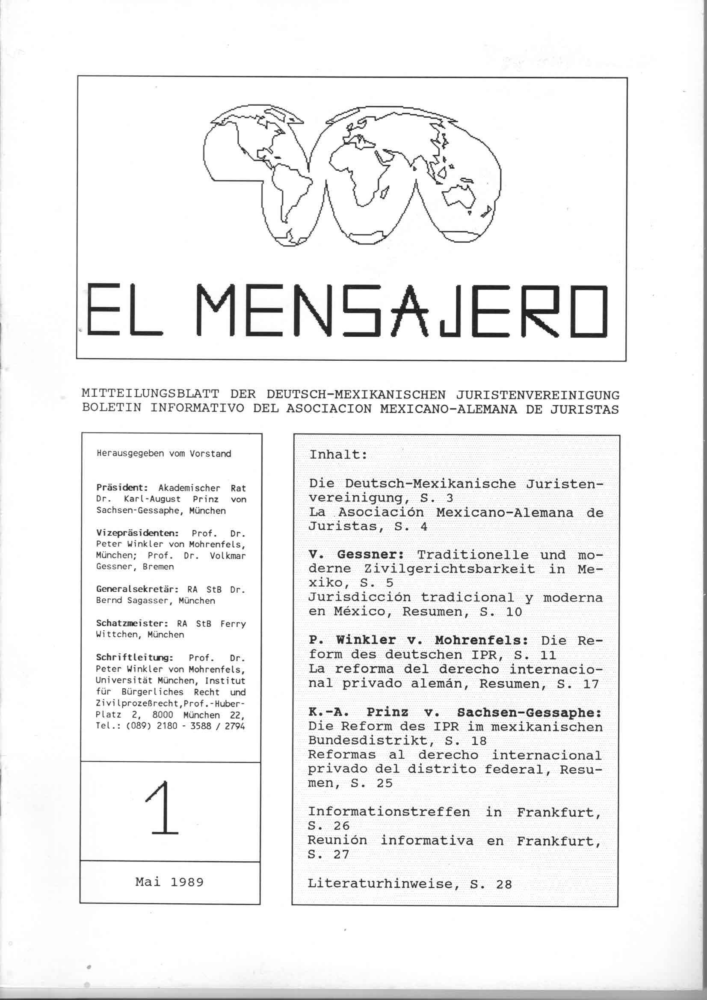 EL MENSAJERO
MITTEILUNGSBLATT DER DEUTSCH-MEXIKANISCHEN JURISTENVEREINIGUNG
BOLETIN INFORMATIVO DEL ASOCIACION MEXICANO-ALEMANA DE JURISTAS
Herausgegeben vom Vorstand
Präsident: Akademischer Rat
Dr. Karl-August Prinz von
Sachsen-Gessaphe, München
Vizepräsidenten: Prof. Dr.
Peter Winkler von Mohrenfels,
München; Prof. Dr. Volkmar
Gessner, Bremen
Generalsekretär: RA StB Dr.
Bernd Sagasser, München
Schatzmeister: RA StB Ferry
Wittchen, München
Schriftleitung: Prof. Dr.
Peter Winkler von Mohrenfels,
Universität München, Institut
für Bürgerliches Recht und
Zivilprozeßrecht,Prof.-Huber-
Platz 2, 8000 München 22,
Tel.: (089) 2180 - 3588 / 2794
1
Mai 1989
Inhalt:
Die Deutsch-Mexikanische Juristen-
vereinigung, S. 3
La Asociación Mexicano-Alemana de
Juristas, S. 4
V. Gessner: Traditionelle und mo-
derne Zivilgerichtsbarkeit in Me-
xiko, S. 5
Jurisdicción tradicional y moderna
en México, Resumen, S. 10
P. Winkler v. Mohrenfels: Die Re-
form des deutschen IPR, S. 11
La reforma del derecho internacio-
nal privado alemán, Resumen, S. 17
K.-A. Prinz v. Sachsen-Gessaphe:
Die Reform des IPR im mexikanischen
Bundesdistrikt, S. 18
Reformas al derecho internacional
privado del distrito federal, Resu-
men, S. 25
Informationstreffen in Frankfurt,
S. 26
Reunión informativa en Frankfurt,
S. 27
Literaturhinweise, S. 28